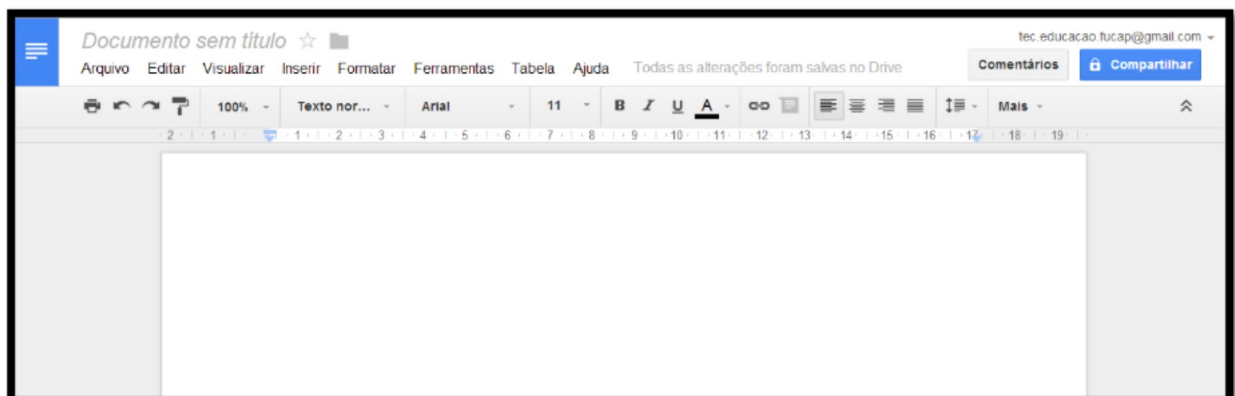 Documento sem título
tec.educacao.fucap@gmail.com
Arquivo Editar Visualizar Inserir Formatar Ferramentas Tabela Ajuda Todas as alterações foram salvas no Drive Comentários Compartilhar
100% Texto nor... Arial 11 B I U A Mais
2 1 1 2 3 4 5 6 7 8 9 10 11 12 13 14 15 16 17 18 19